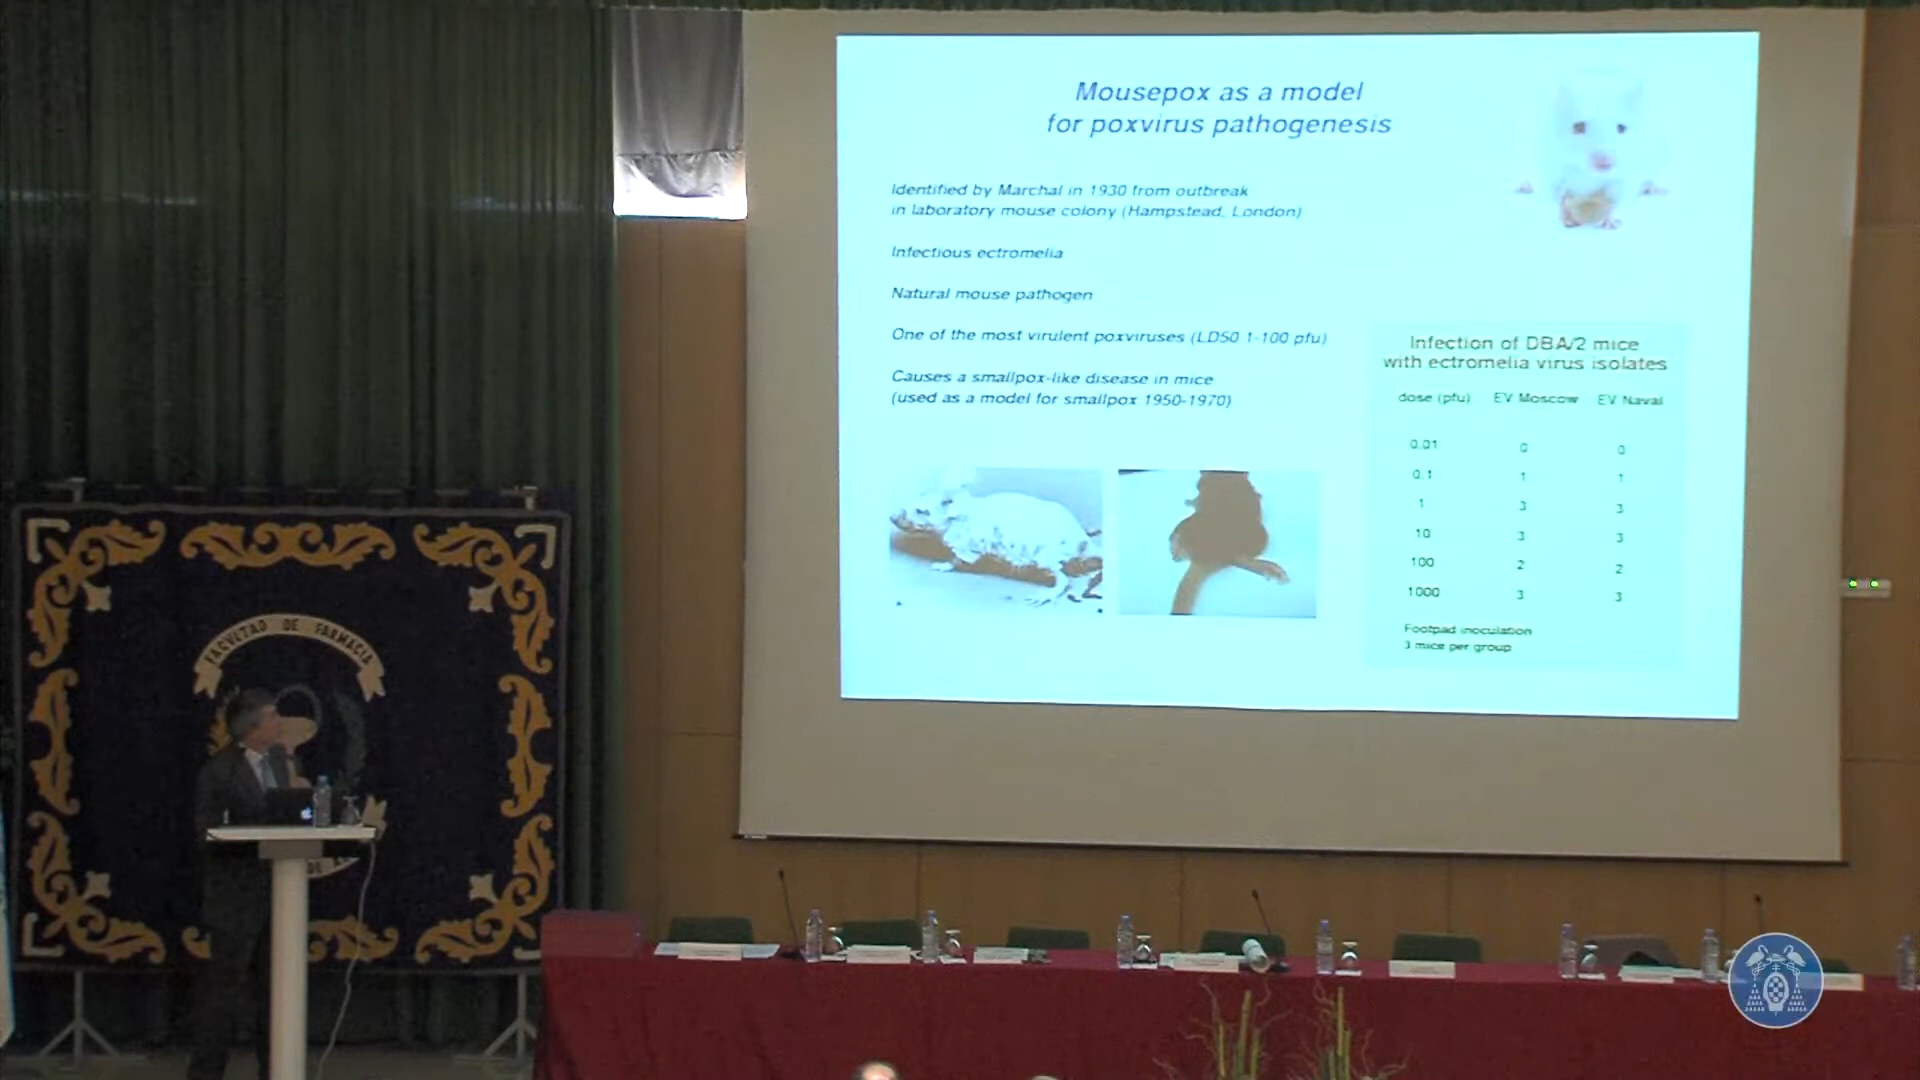 Mousepox as a model
for poxvirus pathogenesis
Identified by Marchal in 1930 from outbreak
in laboratory mouse colony (Hampstead, London)
Infectious ectromelia
Natural mouse pathogen
One of the most virulent poxviruses (LD50 1-100 pfu)
Causes a smallpox-like disease in mice
(used as a model for smallpox 1950-1970)
Infection of DBA/2 mice
with ectromelia virus isolates
dose (pfu) EV Moscow EV Naval
0.01 0 0
0.1 1 1
1 3 3
10 3 3
100 2 2
1000 3 3
Footpad inoculation
3 mice per group
FACVLTAD DE FARMACIA
DE